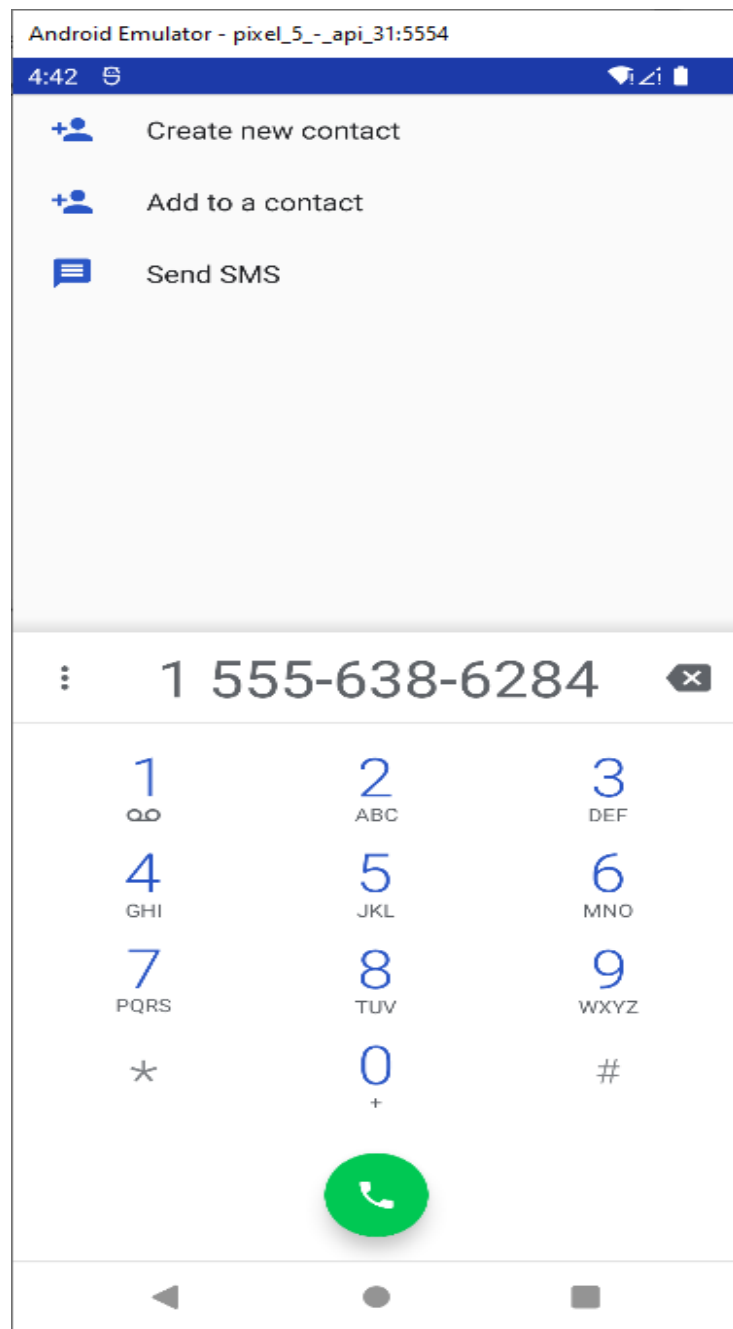 Android Emulator - pixel_5_-_api_31:5554
4:42
Create new contact
Add to a contact
Send SMS
1 555-638-6284
1 2 3
ABC DEF
4 5 6
GHI JKL MNO
7 8 9
PQRS TUV WXYZ
* 0 #
+